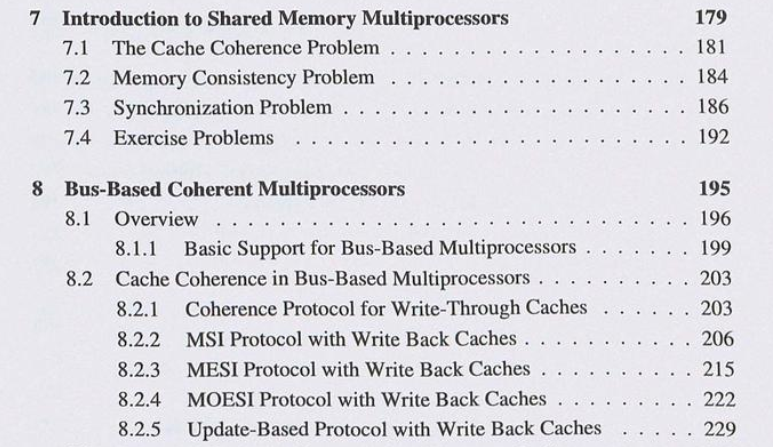 7 Introduction to Shared Memory Multiprocessors 179
7.1 The Cache Coherence Problem . . . . . . . . . . . . . . . . . . . 181
7.2 Memory Consistency Problem . . . . . . . . . . . . . . . . . . . 184
7.3 Synchronization Problem . . . . . . . . . . . . . . . . . . . . . . 186
7.4 Exercise Problems . . . . . . . . . . . . . . . . . . . . . . . . . 192
8 Bus-Based Coherent Multiprocessors 195
8.1 Overview . . . . . . . . . . . . . . . . . . . . . . . . . . . . . 196
8.1.1 Basic Support for Bus-Based Multiprocessors . . . . . . . 199
8.2 Cache Coherence in Bus-Based Multiprocessors . . . . . . . . . . 203
8.2.1 Coherence Protocol for Write-Through Caches . . . . . . 203
8.2.2 MSI Protocol with Write Back Caches . . . . . . . . . . . 206
8.2.3 MESI Protocol with Write Back Caches . . . . . . . . . . 215
8.2.4 MOESI Protocol with Write Back Caches . . . . . . . . . 222
8.2.5 Update-Based Protocol with Write Back Caches . . . . . 229